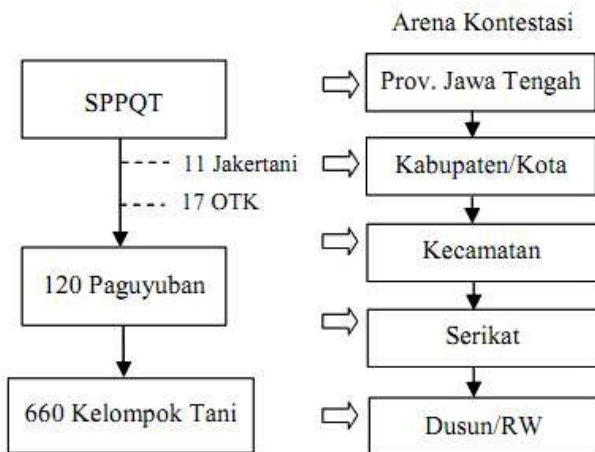 Arena Kontestasi
SPPQT
Prov. Jawa Tengah
11 Jakertani
Kabupaten/Kota
17 OTK
120 Paguyuban
Kecamatan
Serikat
660 Kelompok Tani
Dusun/RW